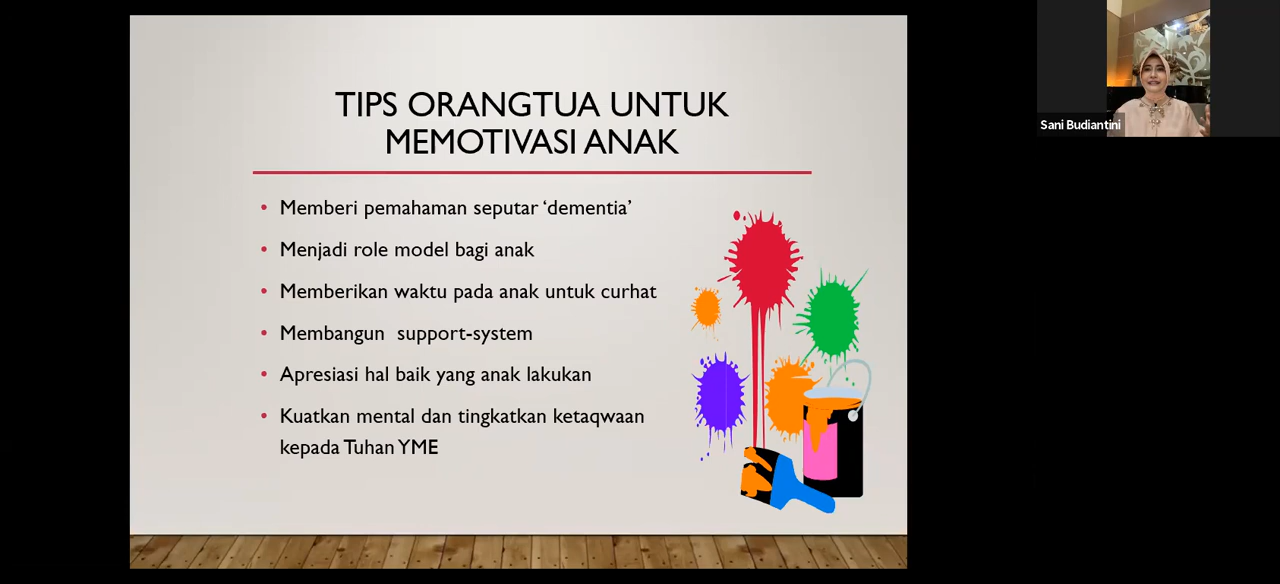 TIPS ORANGTUA UNTUK
MEMOTIVASI ANAK
• Memberi pemahaman seputar ‘dementia’
• Menjadi role model bagi anak
• Memberikan waktu pada anak untuk curhat
• Membangun  support-system
• Apresiasi hal baik yang anak lakukan
• Kuatkan mental dan tingkatkan ketaqwaan
kepada Tuhan YME
Sani Budiantini